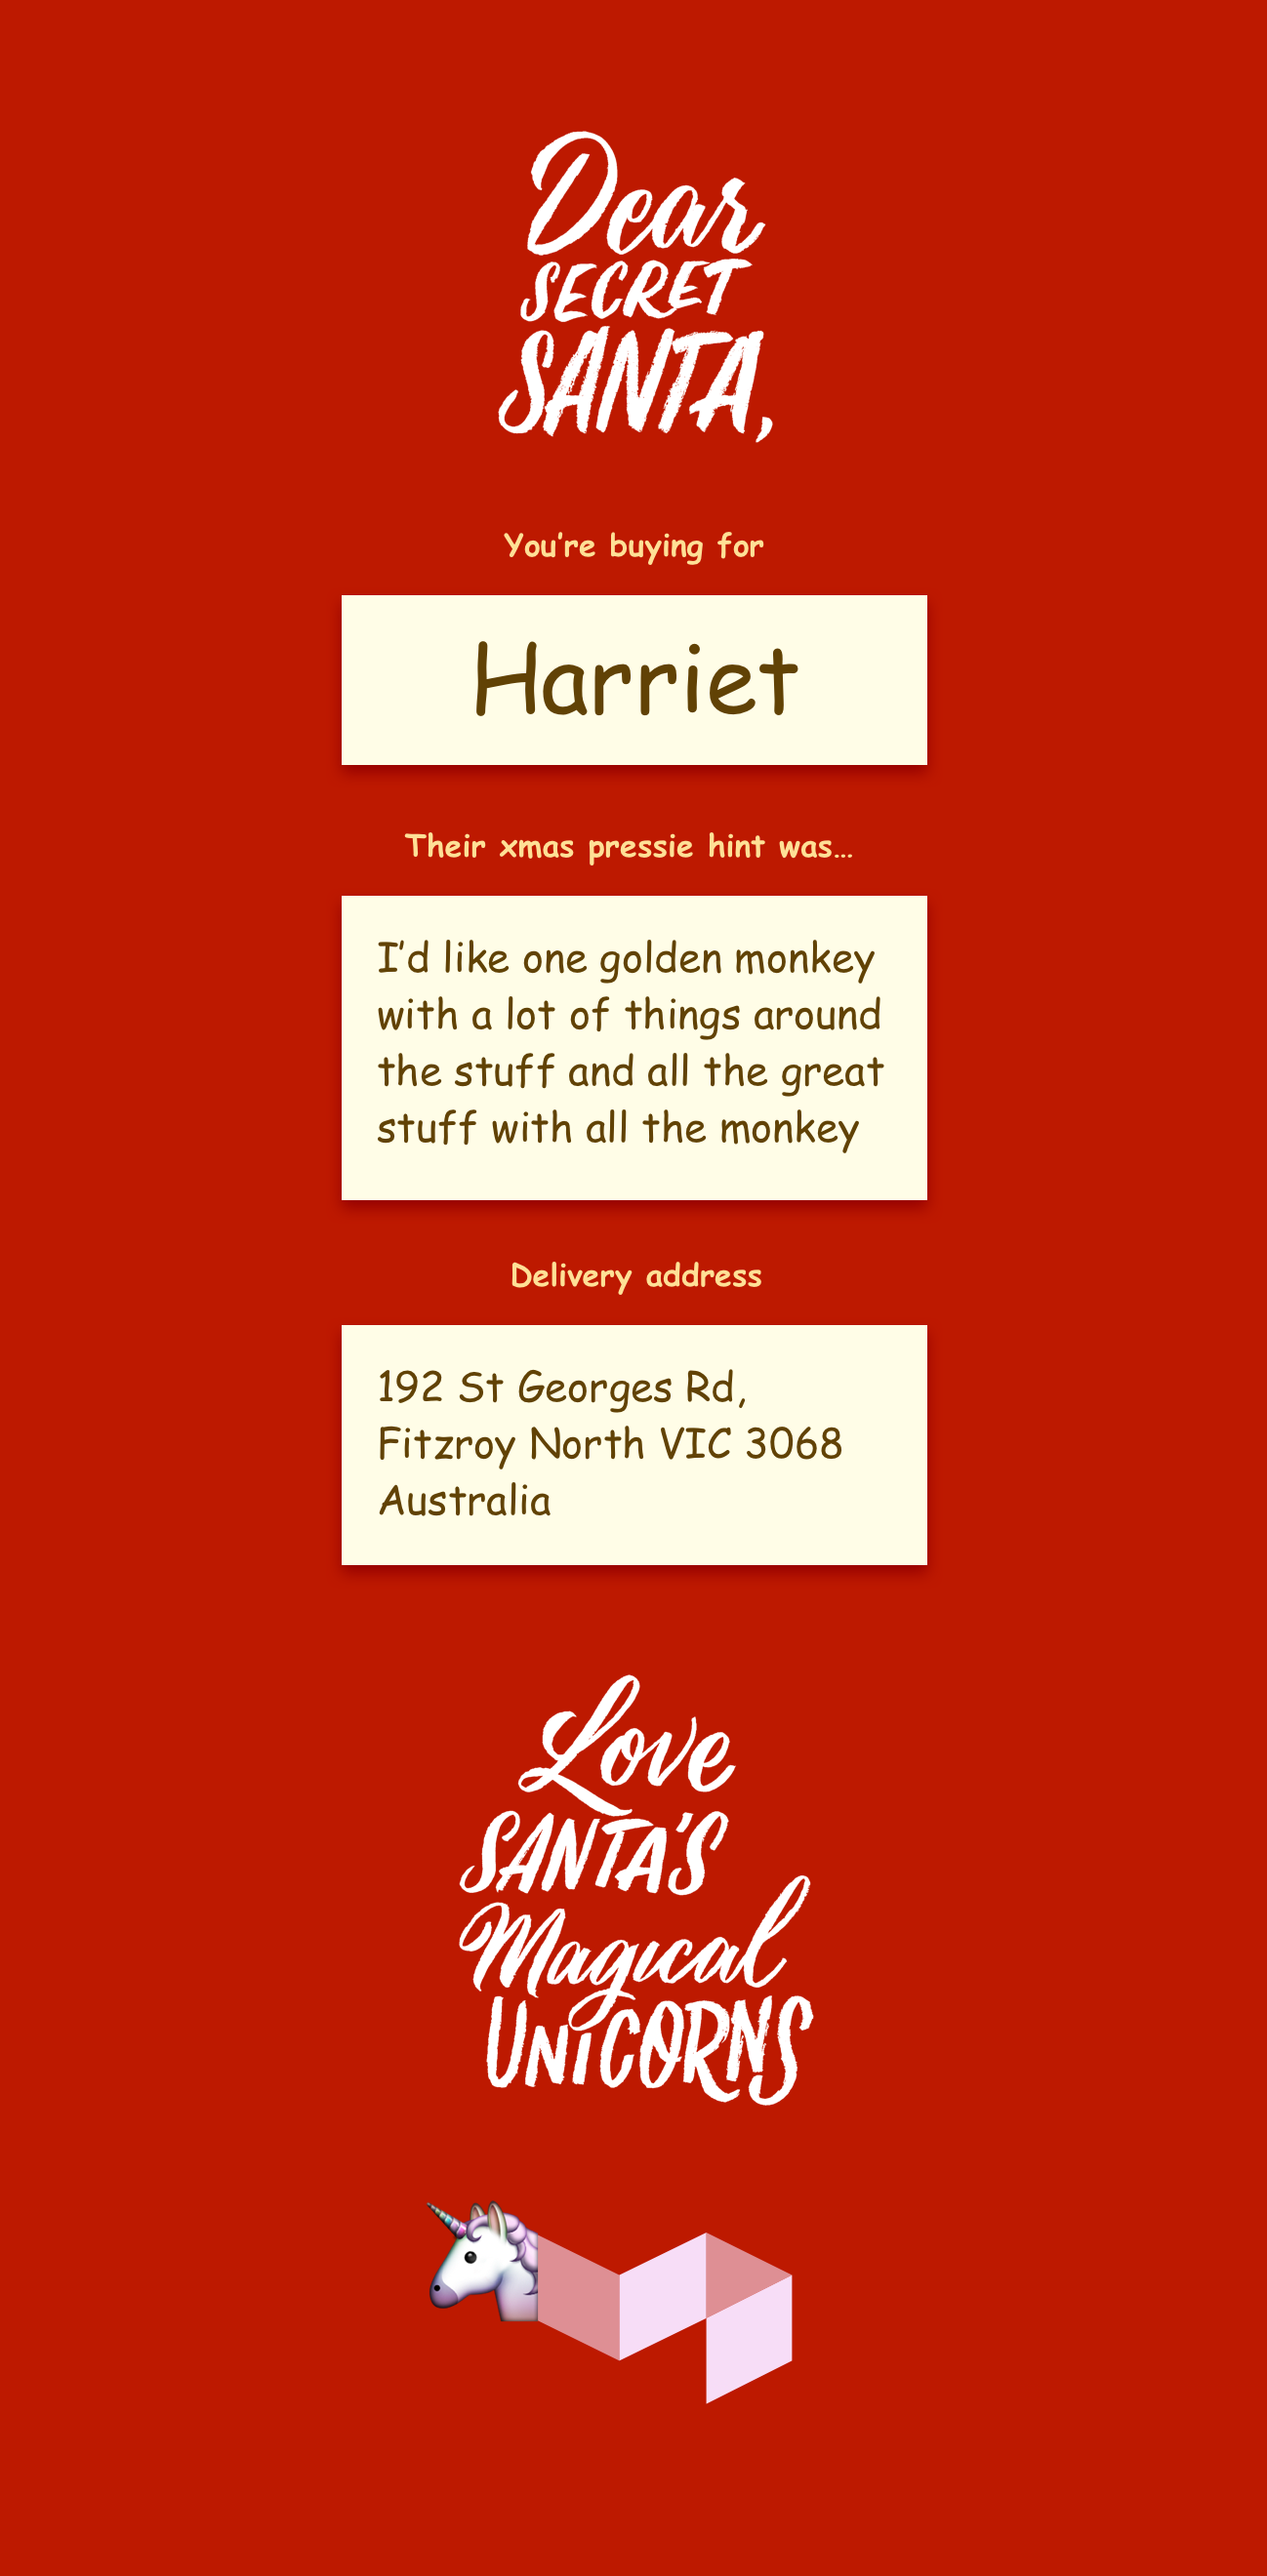 Dear
SECRET
SANTA,
You’re buying for
Harriet
Their xmas pressie hint was...
I’d like one golden monkey
with a lot of things around
the stuff and all the great
stuff with all the monkey
Delivery address
192 St Georges Rd,
Fitzroy North VIC 3068
Australia
Love
SANTA’S
Magical
UNiCORNS